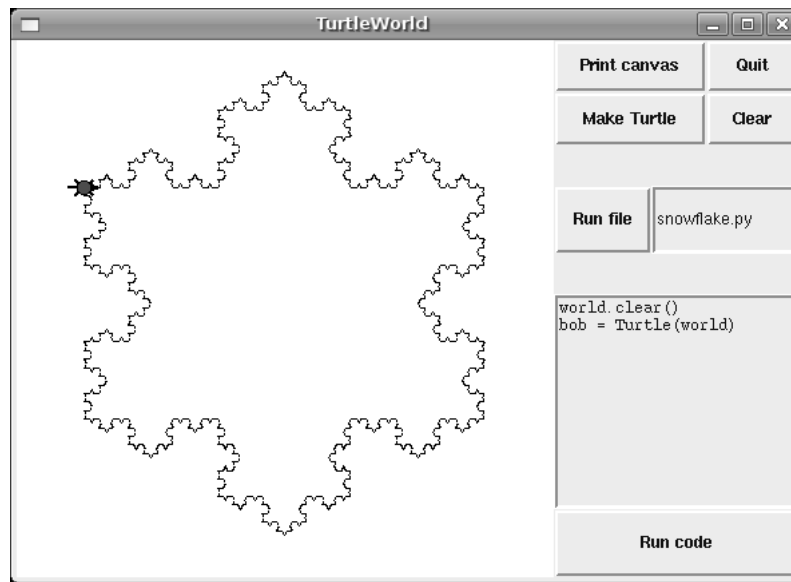 TurtleWorld
Print canvas
Quit
Make Turtle
Clear
Run file
snowflake.py
world.clear()
bob = Turtle(world)
Run code